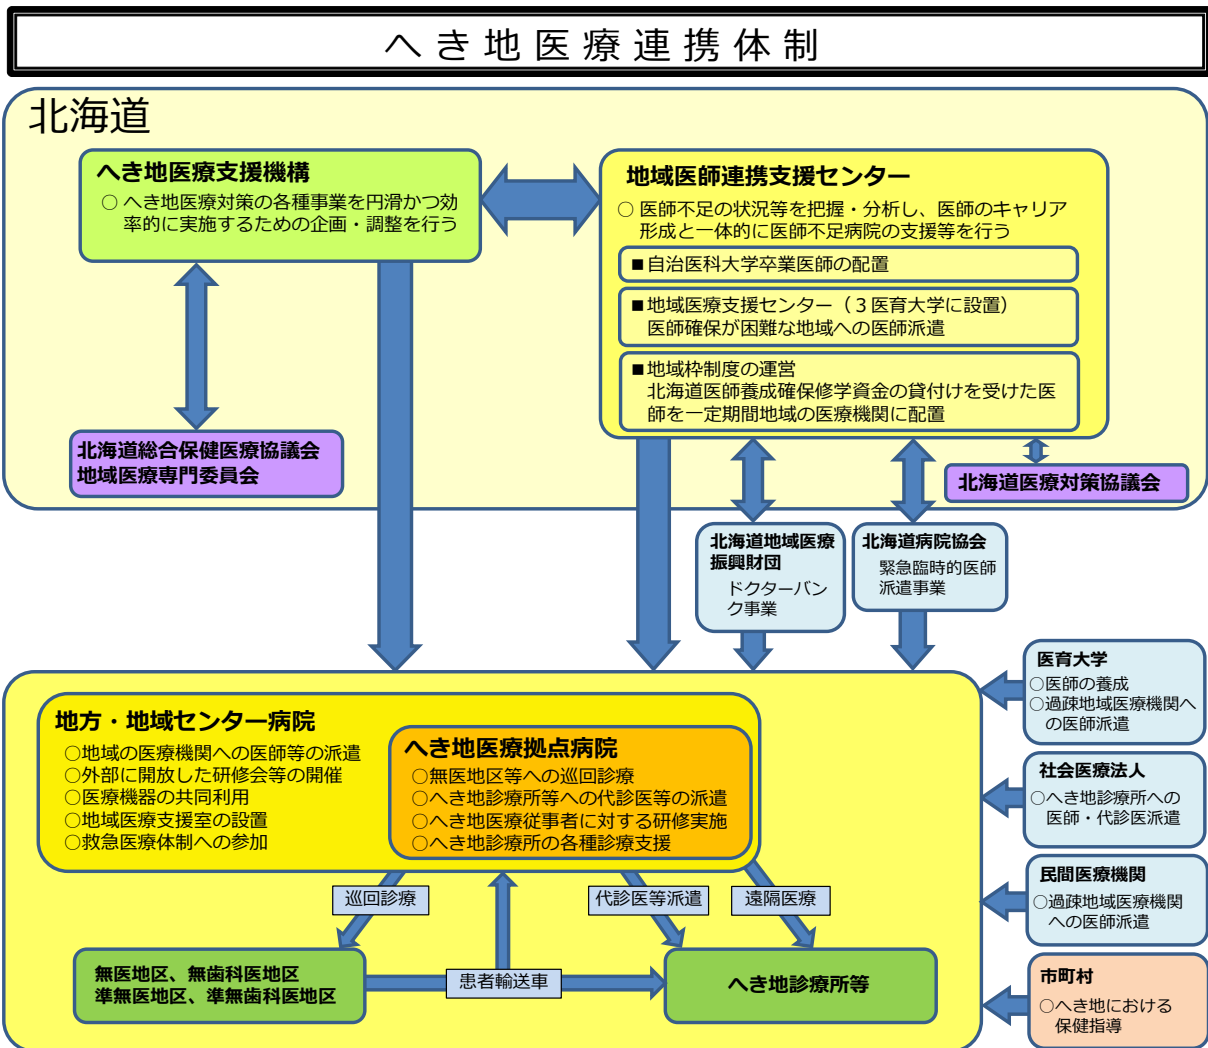 へき地医療連携体制
北海道
へき地医療支援機構
○ へき地医療対策の各種事業を円滑かつ効
率的に実施するための企画・調整を行う
地域医師連携支援センター
○ 医師不足の状況等を把握・分析し、医師のキャリア
形成と一体的に医師不足病院の支援等を行う
■自治医科大学卒業医師の配置
■地域医療支援センター（３医育大学に設置）
医師確保が困難な地域への医師派遣
■地域枠制度の運営
北海道医師養成確保修学資金の貸付けを受けた医
師を一定期間地域の医療機関に配置
北海道総合保健医療協議会
地域医療専門委員会
北海道医療対策協議会
北海道地域医療
振興財団
ドクターバン
ク事業
北海道病院協会
緊急臨時的医師
派遣事業
地方・地域センター病院
○地域の医療機関への医師等の派遣
○外部に開放した研修会等の開催
○医療機器の共同利用
○地域医療支援室の設置
○救急医療体制への参加
へき地医療拠点病院
○無医地区等への巡回診療
○へき地診療所等への代診医等の派遣
○へき地医療従事者に対する研修実施
○へき地診療所の各種診療支援
巡回診療
代診医等派遣
遠隔医療
無医地区、無歯科医地区
準無医地区、準無歯科医地区
患者輸送車
へき地診療所等
医育大学
○医師の養成
○過疎地域医療機関へ
の医師派遣
社会医療法人
○へき地診療所への
医師・代診医派遣
民間医療機関
○過疎地域医療機関
への医師派遣
市町村
○へき地における
保健指導